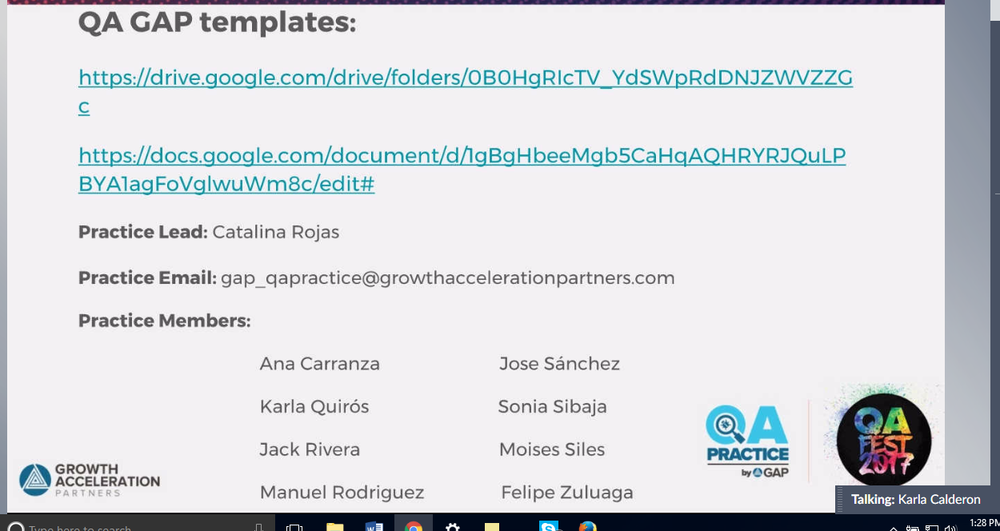 QA GAP templates:
https://drive.google.com/drive/folders/0B0HgRIcTV_YdSWpRdDNJZWVZZG
c
https://docs.google.com/document/d/1gBgHbeeMgb5CaHqAQHRYRJQuLP
BYA1agFoVglwuWm8c/edit#
Practice Lead: Catalina Rojas
Practice Email: gap_qapractice@growthaccelerationpartners.com
Practice Members:
Ana Carranza Jose Sánchez
Karla Quirós Sonia Sibaja
Jack Rivera Moises Siles
Manuel Rodriguez Felipe Zuluaga
GROWTH
ACCELERATION
PARTNERS
QA
PRACTICE
by GAP
QA
FEST
2017
Talking: Karla Calderon
Type here to search
1:28 PM